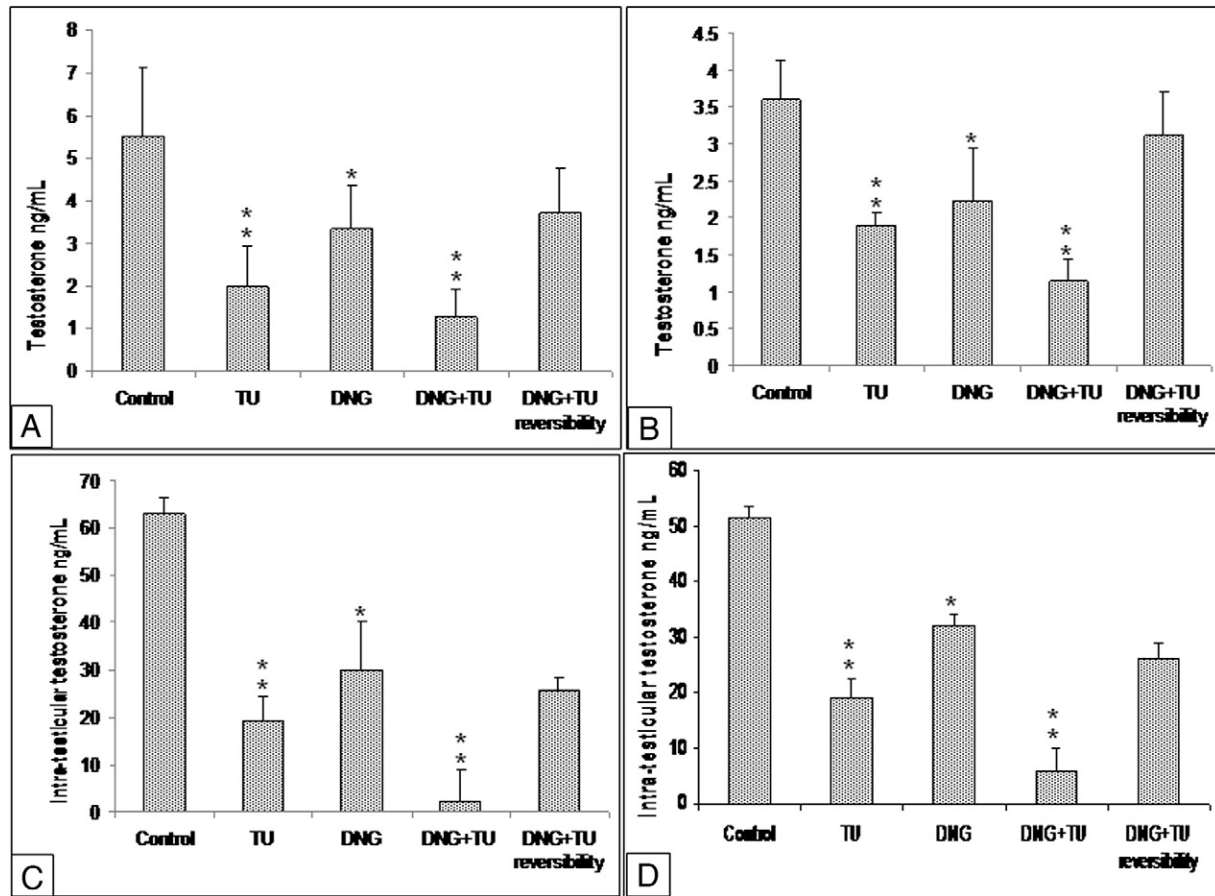 8
7
6
5
4
3
2
1
0
Testosterone ng/mL
* *
*
* *
Control TU DNG DNG+TU DNG+TU
reversibility
A
4.5
4
3.5
3
2.5
2
1.5
1
0.5
0
Testosterone ng/mL
* *
*
* *
Control TU DNG DNG+TU DNG+TU
reversibility
B
70
60
50
40
30
20
10
0
Intra-testicular testosterone ng/mL
* *
*
* *
Control TU DNG DNG+TU DNG+TU
reversibility
C
60
50
40
30
20
10
0
Intra-testicular testosterone ng/mL
* *
*
* *
Control TU DNG DNG+TU DNG+TU
reversibility
D